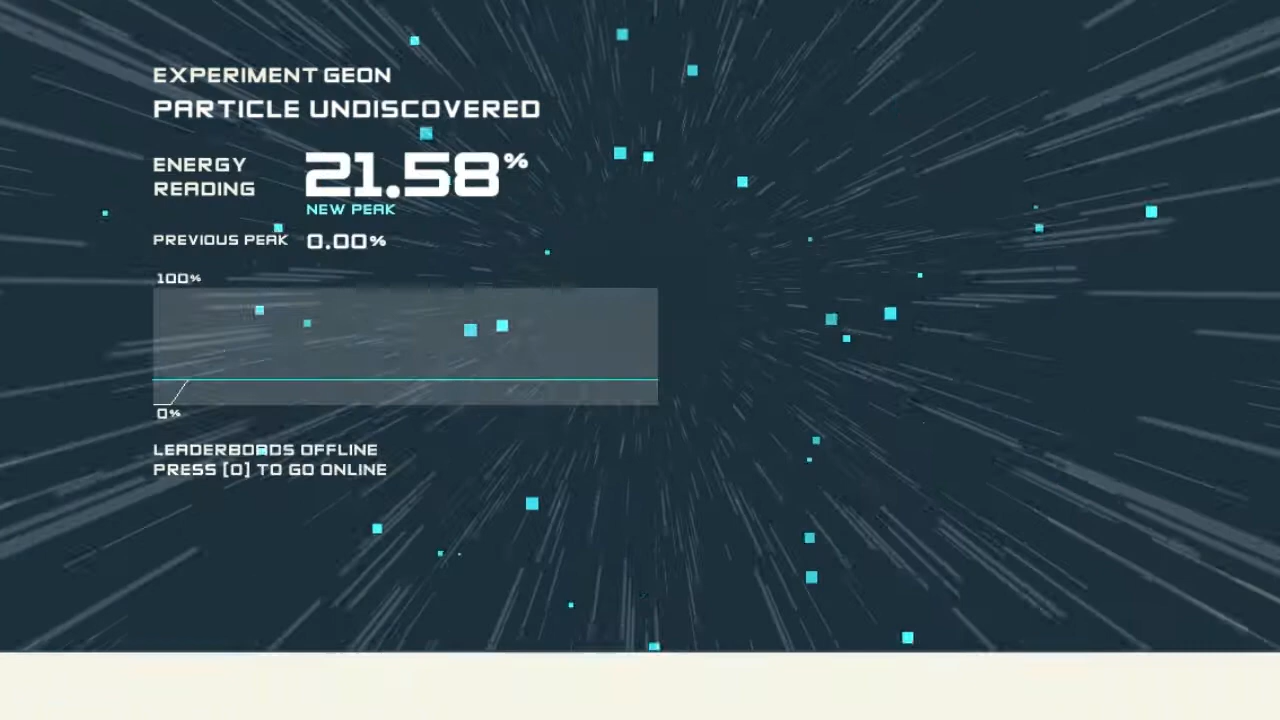 EXPERIMENT GEON
PARTICLE UNDISCOVERED
ENERGY
READING
21.58%
NEW PEAK
PREVIOUS PEAK 0.00%
100%
0%
LEADERBOARDS OFFLINE
PRESS [O] TO GO ONLINE